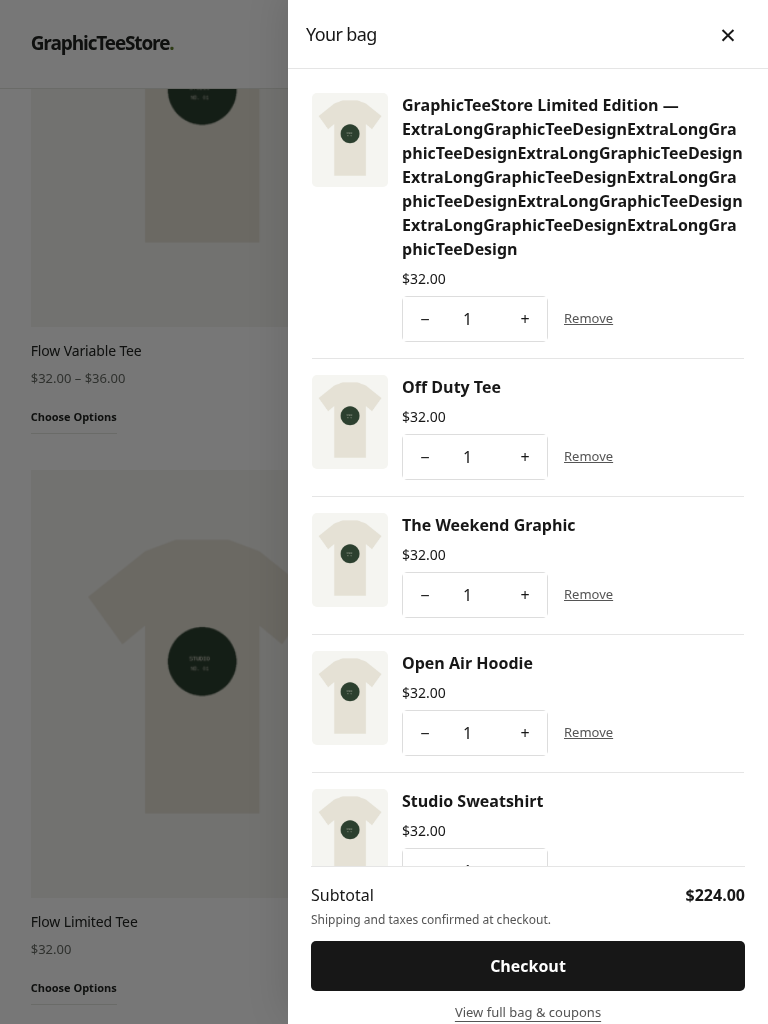 GraphicTeeStore.
Flow Variable Tee
$32.00 – $36.00
Choose Options
Flow Limited Tee
$32.00
Choose Options
Your bag
GraphicTeeStore Limited Edition —
ExtraLongGraphicTeeDesignExtraLongGra
phicTeeDesignExtraLongGraphicTeeDesign
ExtraLongGraphicTeeDesignExtraLongGra
phicTeeDesignExtraLongGraphicTeeDesign
ExtraLongGraphicTeeDesignExtraLongGra
phicTeeDesign
$32.00
− 1 + Remove
Off Duty Tee
$32.00
− 1 + Remove
The Weekend Graphic
$32.00
− 1 + Remove
Open Air Hoodie
$32.00
− 1 + Remove
Studio Sweatshirt
$32.00
Subtotal $224.00
Shipping and taxes confirmed at checkout.
Checkout
View full bag & coupons